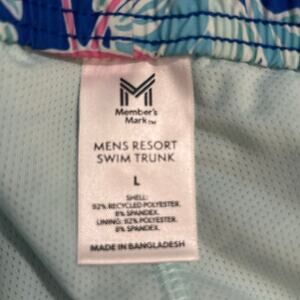 Member's
Mark™
MENS RESORT
SWIM TRUNK
L
SHELL:
92% RECYCLED POLYESTER.
8% SPANDEX.
LINING: 92% POLYESTER.
8% SPANDEX.
MADE IN BANGLADESH